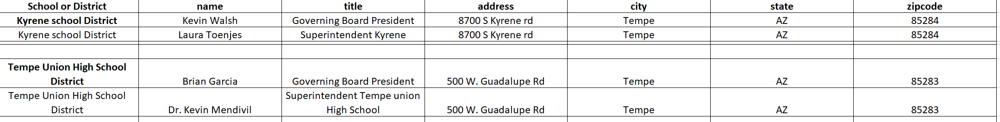 School or District name title address city state zipcode
Kyrene school District Kevin Walsh Governing Board President 8700 S Kyrene rd Tempe AZ 85284
Kyrene school District Laura Toenjes Superintendent Kyrene 8700 S Kyrene rd Tempe AZ 85284
Tempe Union High School
District Brian Garcia Governing Board President 500 W. Guadalupe Rd Tempe AZ 85283
Tempe Union High School Superintendent Tempe union
District Dr. Kevin Mendivil High School 500 W. Guadalupe Rd Tempe AZ 85283